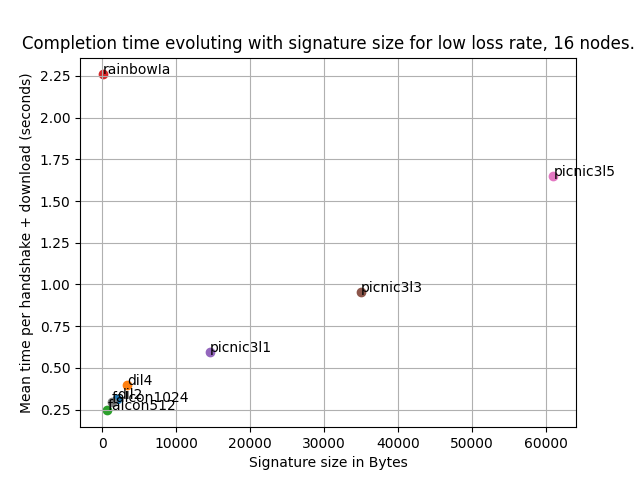 Completion time evoluting with signature size for low loss rate, 16 nodes.
Mean time per handshake + download (seconds)
2.25
2.00
1.75
1.50
1.25
1.00
0.75
0.50
0.25
rainbowIa
picnic3l5
picnic3l3
picnic3l1
dil4
dil2
falcon1024
falcon512
0
10000
20000
30000
40000
50000
60000
Signature size in Bytes